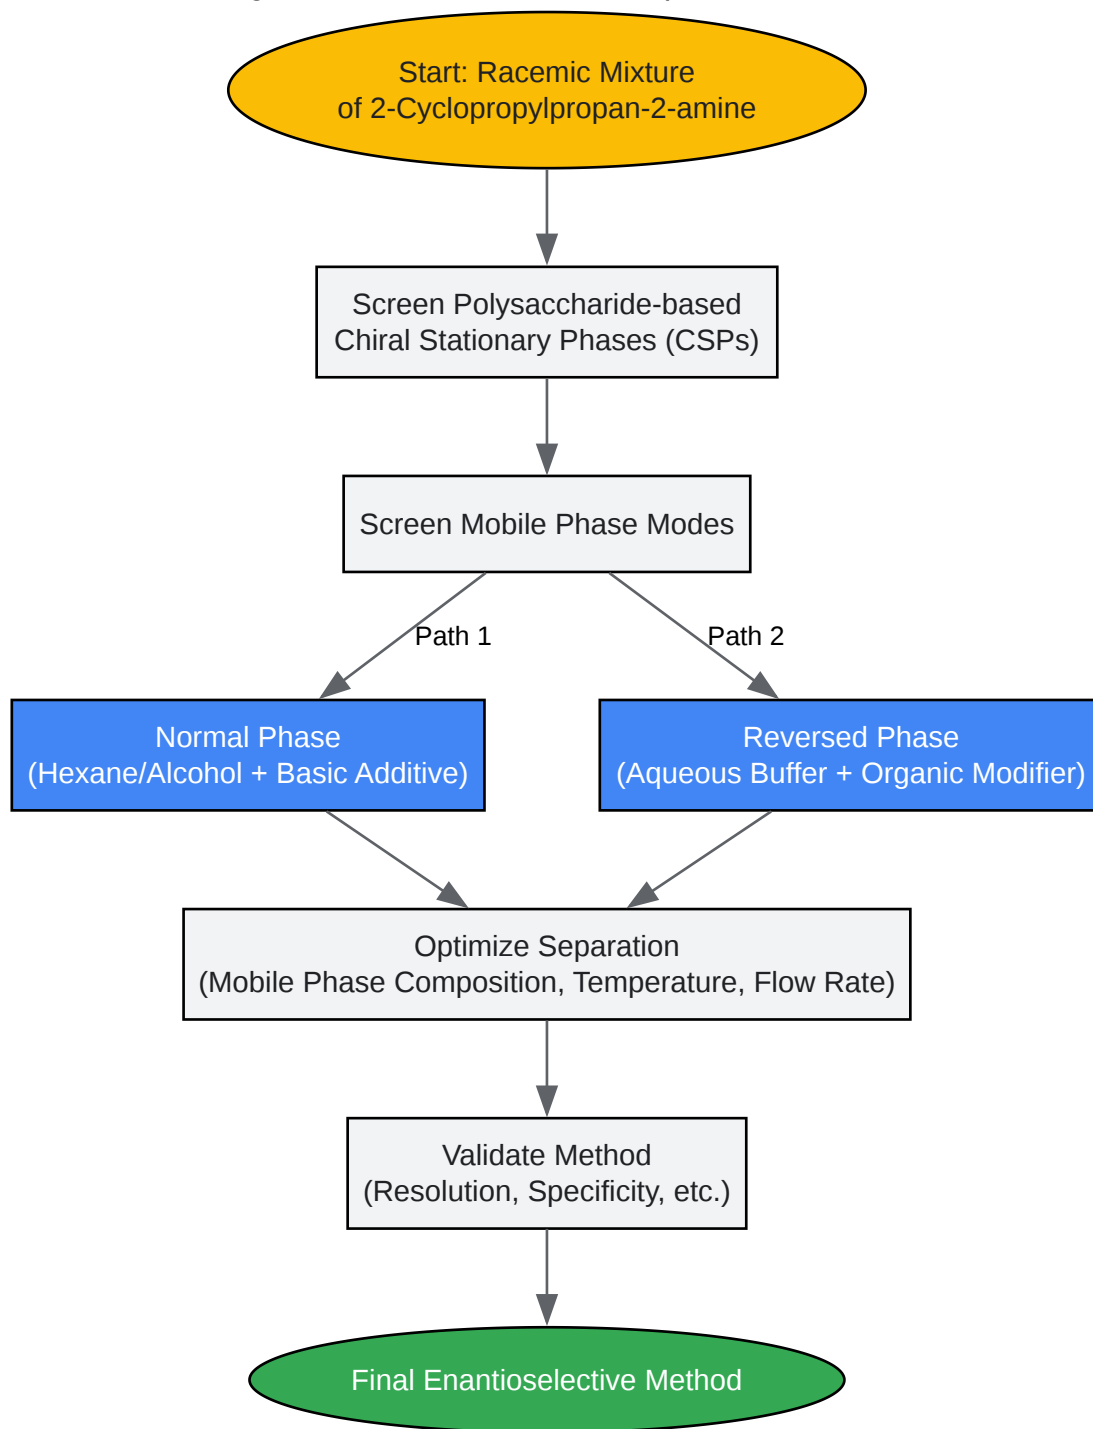 Start: Racemic Mixture
of 2-Cyclopropylpropan-2-amine
Screen Polysaccharide-based
Chiral Stationary Phases (CSPs)
Screen Mobile Phase Modes
Path 1
Path 2
Normal Phase
(Hexane/Alcohol + Basic Additive)
Reversed Phase
(Aqueous Buffer + Organic Modifier)
Optimize Separation
(Mobile Phase Composition, Temperature, Flow Rate)
Validate Method
(Resolution, Specificity, etc.)
Final Enantioselective Method